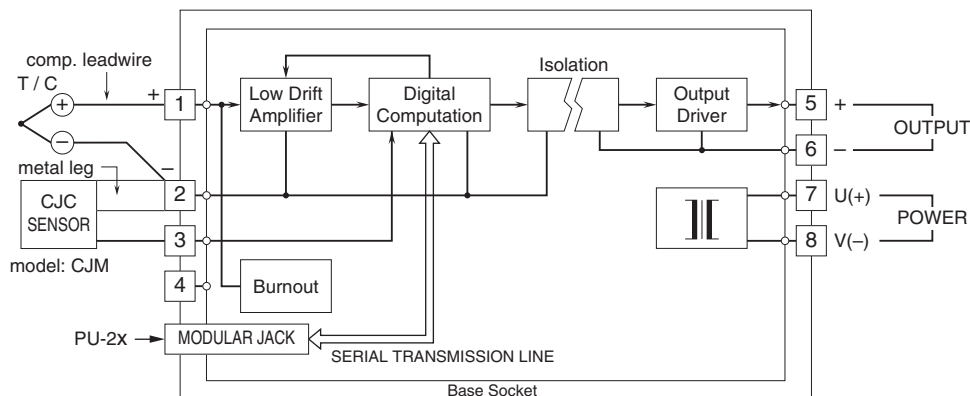 comp. leadwire
T / C
+
−
+
−
metal leg
CJC
SENSOR
model: CJM
1
2
3
4
Low Drift
Amplifier
Digital
Computation
Isolation
Output
Driver
Burnout
5 +
6 −
OUTPUT
7 U(+)
8 V(−)
POWER
PU-2x
MODULAR JACK
SERIAL TRANSMISSION LINE
Base Socket